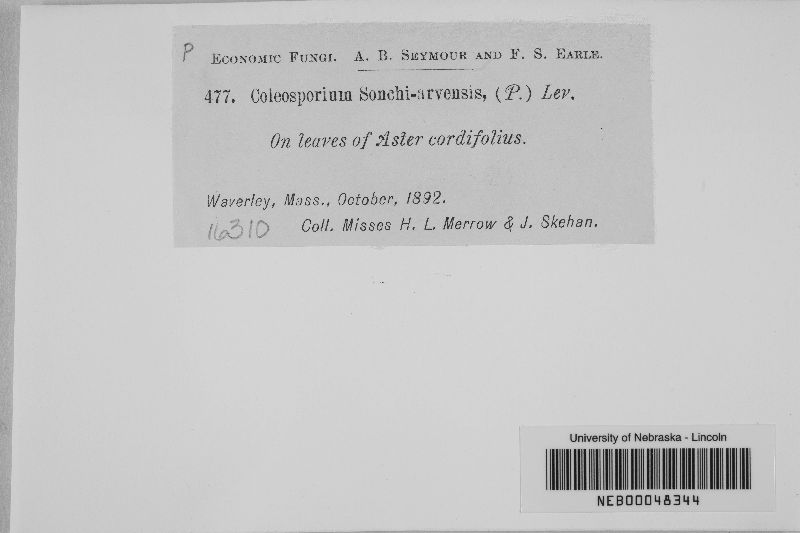 P
Economic Fungi. A. B. Seymour and F. S. Earle.
477. Coleosporium Sonchi-arvensis, (P.) Lev.
On leaves of Aster cordifolius.
Waverley, Mass., October, 1892.
16310 Coll. Misses H. L. Merrow & J. Skehan.
University of Nebraska - Lincoln
NEB00048344